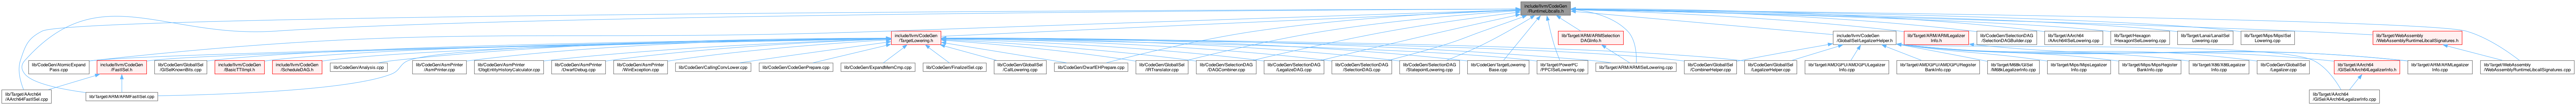 include/llvm/CodeGen
/RuntimeLibcalls.h
include/llvm/CodeGen
/TargetLowering.h
lib/Target/ARM/ARMSelection
DAGInfo.h
include/llvm/CodeGen
/GlobalISel/LegalizerHelper.h
lib/Target/ARM/ARMLegalizer
Info.h
lib/CodeGen/SelectionDAG
/SelectionDAGBuilder.cpp
lib/Target/AArch64
/AArch64ISelLowering.cpp
lib/Target/Hexagon
/HexagonISelLowering.cpp
lib/Target/Lanai/LanaiISel
Lowering.cpp
lib/Target/Mips/MipsISel
Lowering.cpp
lib/Target/WebAssembly
/WebAssemblyRuntimeLibcallSignatures.h
lib/CodeGen/AtomicExpand
Pass.cpp
include/llvm/CodeGen
/FastISel.h
lib/CodeGen/GlobalISel
/GISelKnownBits.cpp
include/llvm/CodeGen
/BasicTTIImpl.h
include/llvm/CodeGen
/ScheduleDAG.h
lib/CodeGen/Analysis.cpp
lib/CodeGen/AsmPrinter
/AsmPrinter.cpp
lib/CodeGen/AsmPrinter
/DbgEntityHistoryCalculator.cpp
lib/CodeGen/AsmPrinter
/DwarfDebug.cpp
lib/CodeGen/AsmPrinter
/WinException.cpp
lib/CodeGen/CallingConvLower.cpp
lib/CodeGen/CodeGenPrepare.cpp
lib/CodeGen/ExpandMemCmp.cpp
lib/CodeGen/FinalizeISel.cpp
lib/CodeGen/GlobalISel
/CallLowering.cpp
lib/CodeGen/DwarfEHPrepare.cpp
lib/CodeGen/GlobalISel
/IRTranslator.cpp
lib/CodeGen/SelectionDAG
/DAGCombiner.cpp
lib/CodeGen/SelectionDAG
/LegalizeDAG.cpp
lib/CodeGen/SelectionDAG
/SelectionDAG.cpp
lib/CodeGen/SelectionDAG
/StatepointLowering.cpp
lib/CodeGen/TargetLowering
Base.cpp
lib/Target/PowerPC
/PPCISelLowering.cpp
lib/Target/ARM/ARMISelLowering.cpp
lib/CodeGen/GlobalISel
/CombinerHelper.cpp
lib/CodeGen/GlobalISel
/LegalizerHelper.cpp
lib/Target/AMDGPU/AMDGPULegalizer
Info.cpp
lib/Target/AMDGPU/AMDGPURegister
BankInfo.cpp
lib/Target/M68k/GISel
/M68kLegalizerInfo.cpp
lib/Target/Mips/MipsLegalizer
Info.cpp
lib/Target/Mips/MipsRegister
BankInfo.cpp
lib/Target/X86/X86Legalizer
Info.cpp
lib/CodeGen/GlobalISel
/Legalizer.cpp
lib/Target/AArch64
/GISel/AArch64LegalizerInfo.h
lib/Target/ARM/ARMLegalizer
Info.cpp
lib/Target/WebAssembly
/WebAssemblyRuntimeLibcallSignatures.cpp
lib/Target/AArch64
/AArch64FastISel.cpp
lib/Target/ARM/ARMFastISel.cpp
lib/Target/AArch64
/GISel/AArch64LegalizerInfo.cpp